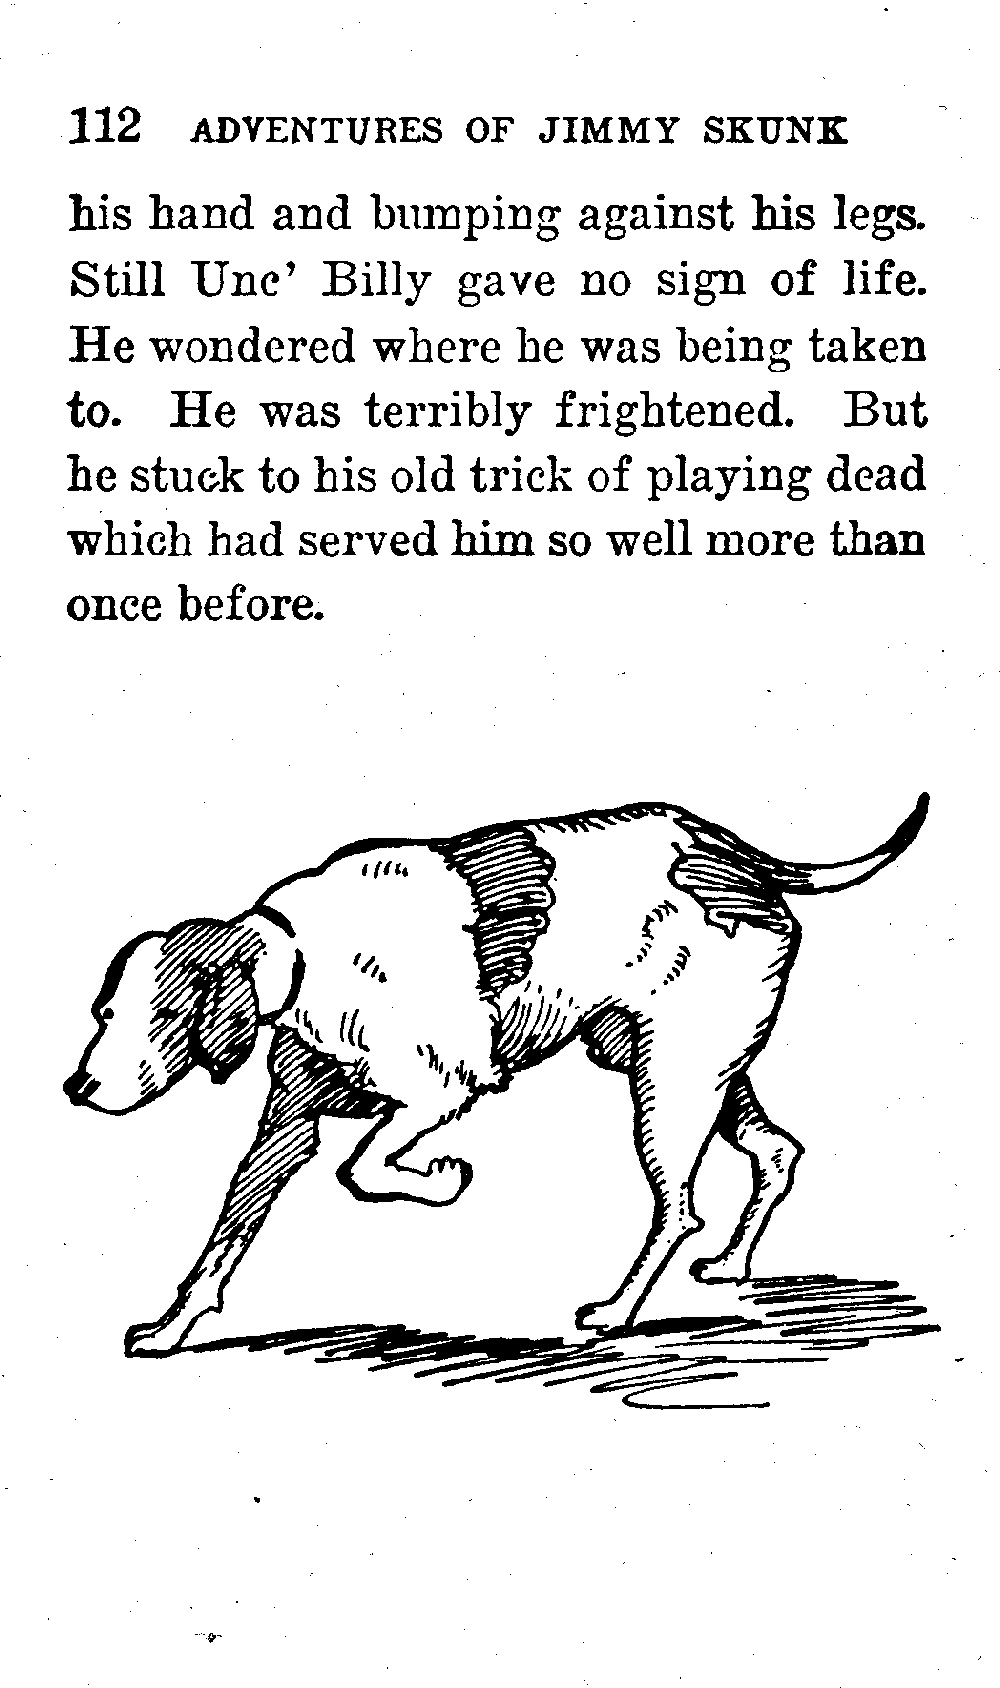 112 ADVENTURES OF JIMMY SKUNK
his hand and bumping against his legs.
Still Unc' Billy gave no sign of life.
He wondered where he was being taken
to. He was terribly frightened. But
he stuck to his old trick of playing dead
which had served him so well more than
once before.